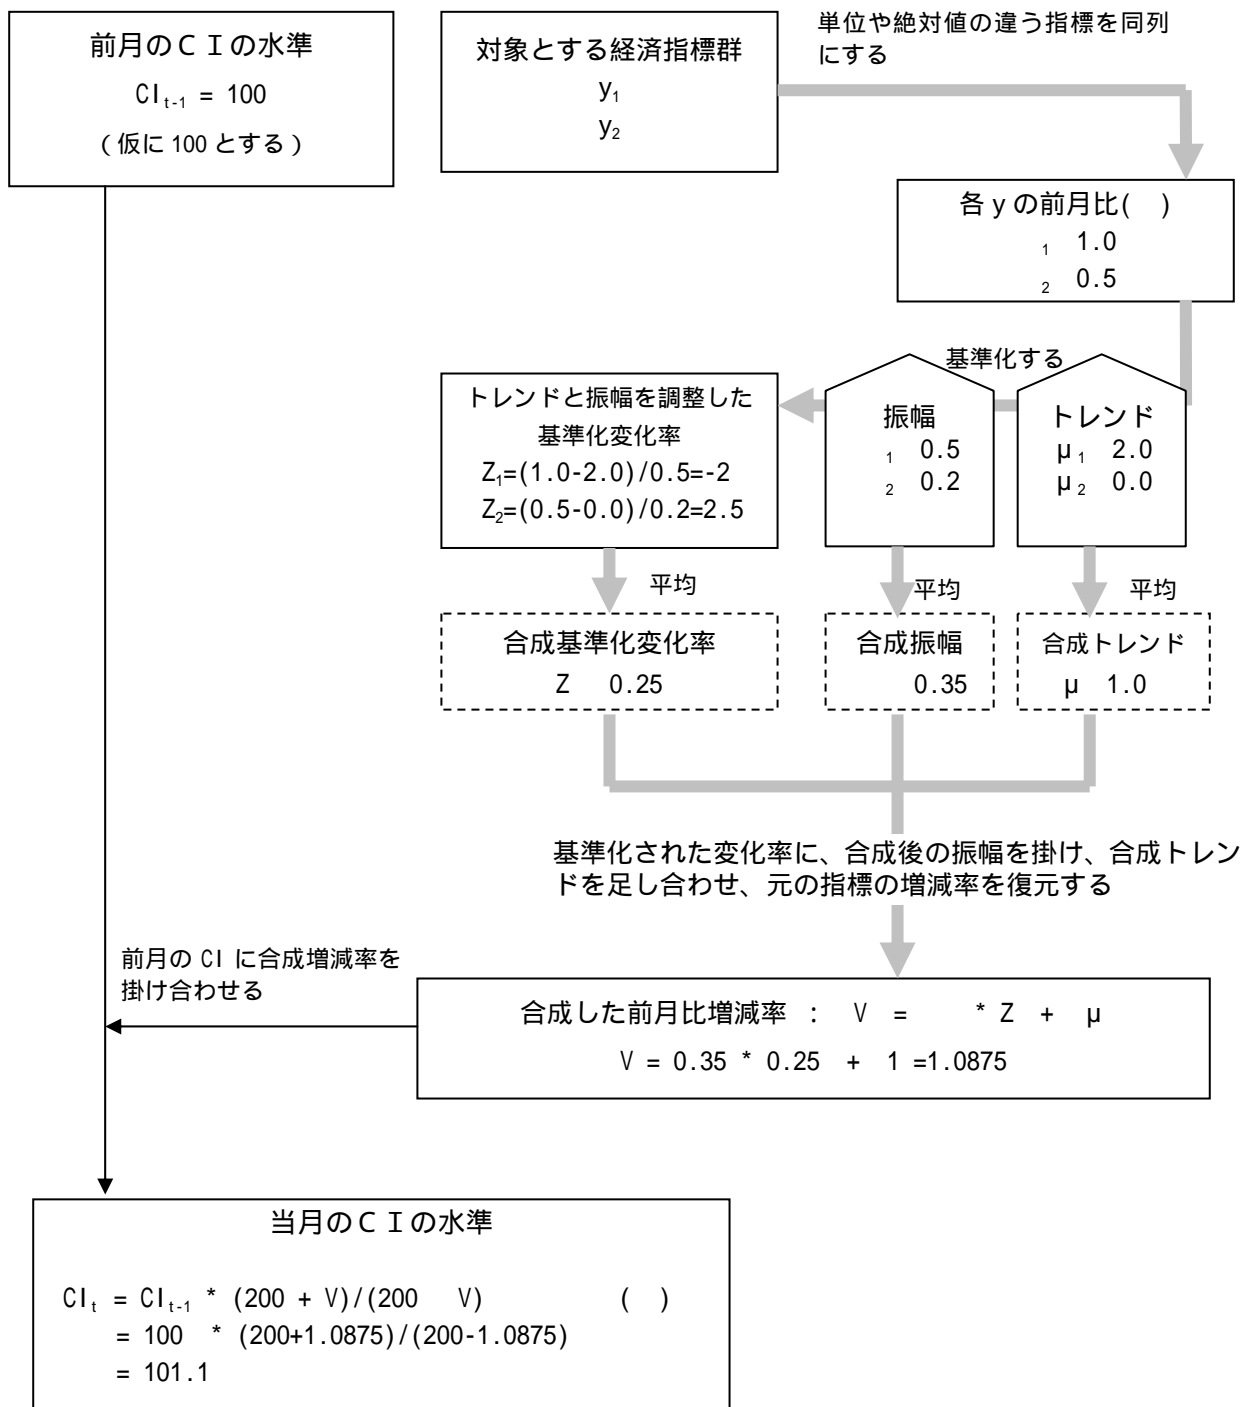 前月のＣＩの水準
CI t-1 = 100
(仮に 100 とする)
対象とする経済指標群
y1
y2
単位や絶対値の違う指標を同列
にする
各 y の前月比( )
1 1.0
2 0.5
基準化する
トレンドと振幅を調整した
基準化変化率
Z1=(1.0-2.0)/0.5=-2
Z2=(0.5-0.0)/0.2=2.5
振幅
1 0.5
2 0.2
トレンド
μ1 2.0
μ2 0.0
平均
平均
平均
合成基準化変化率
Z 0.25
合成振幅
0.35
合成トレンド
μ 1.0
基準化された変化率に、合成後の振幅を掛け、合成トレン
ドを足し合わせ、元の指標の増減率を復元する
前月の CI に合成増減率を
掛け合わせる
合成した前月比増減率 : V = * Z + μ
V = 0.35 * 0.25 + 1 =1.0875
当月のＣＩの水準
CI t = CI t-1 * (200 + V)/(200 V) ( )
= 100 * (200+1.0875)/(200-1.0875)
= 101.1